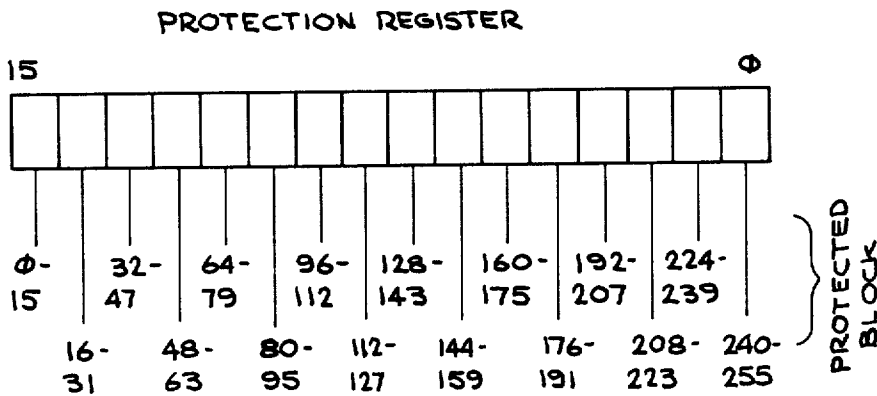 PROTECTION REGISTER
15 Φ
Φ- 32- 64- 96- 128- 160- 192- 224-
15 47 79 112 143 175 207 239
16- 48- 80- 112- 144- 176- 208- 240-
31 63 95 127 159 191 223 255
PROTECTED
BLOCK